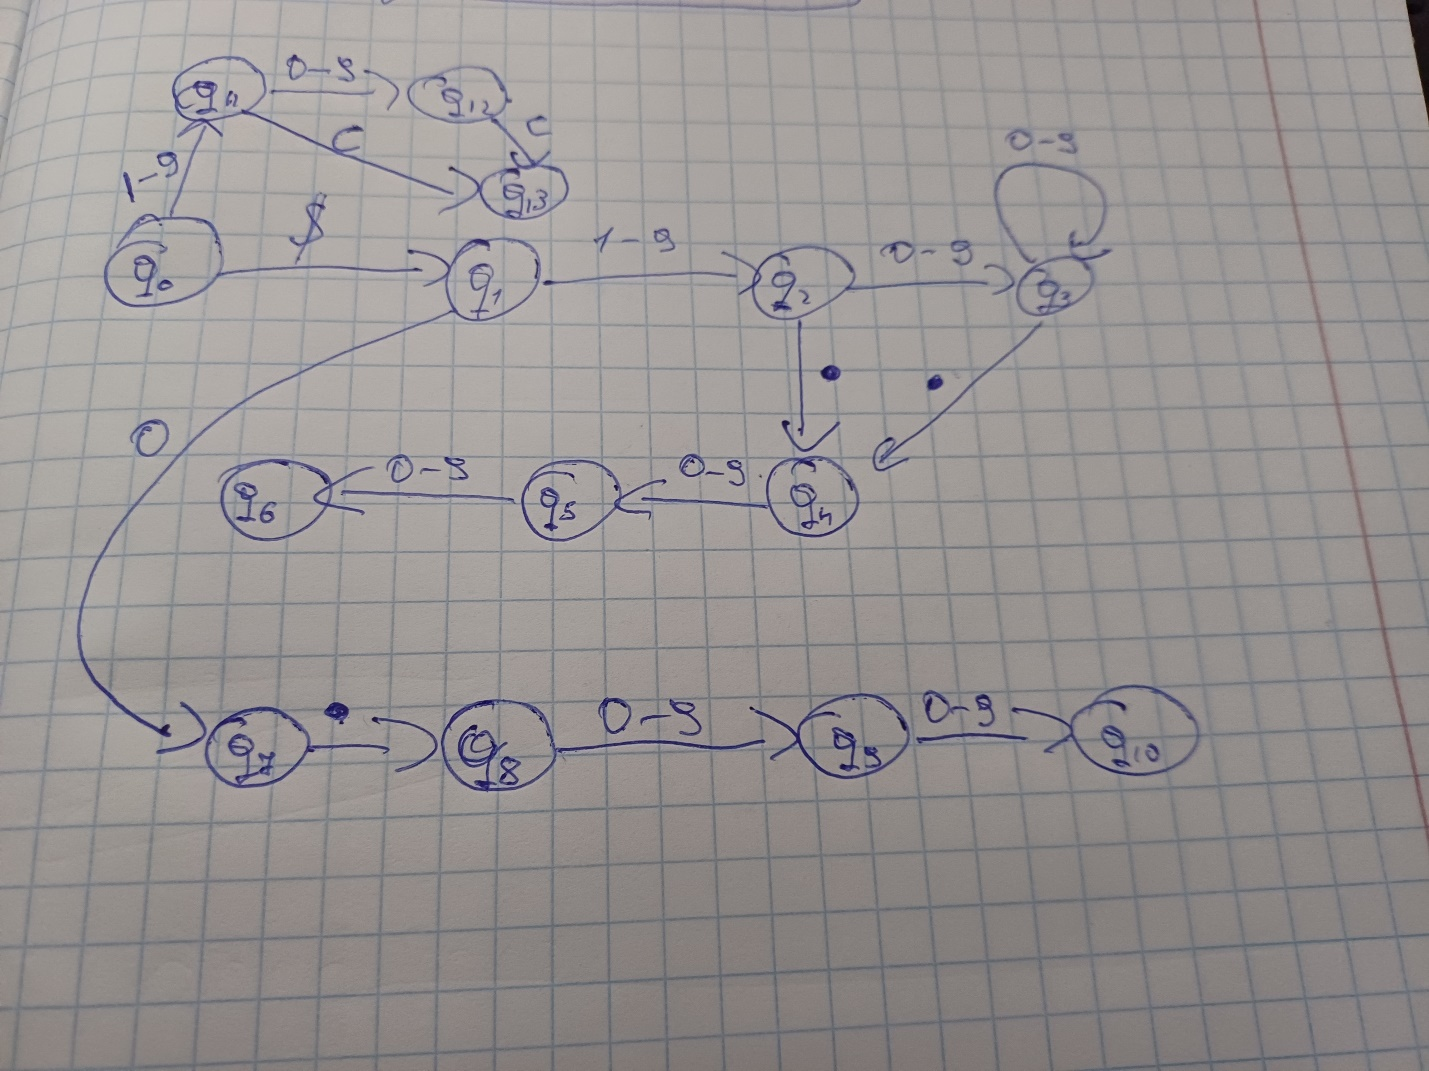 q11 0-9 q12
c c
1-9 q13 0-9
q0 $ q1 1-9 q2 0-9 q3
. .
0
q6 0-9 q5 0-9 q4
q7 . q8 0-9 q9 0-9 q10